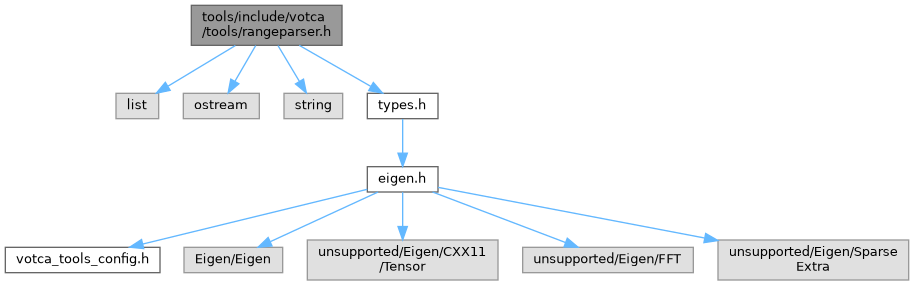 tools/include/votca
/tools/rangeparser.h
list
ostream
string
types.h
eigen.h
votca_tools_config.h
Eigen/Eigen
unsupported/Eigen/CXX11
/Tensor
unsupported/Eigen/FFT
unsupported/Eigen/Sparse
Extra